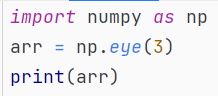 import numpy as np
arr = np.eye(3)
print(arr)